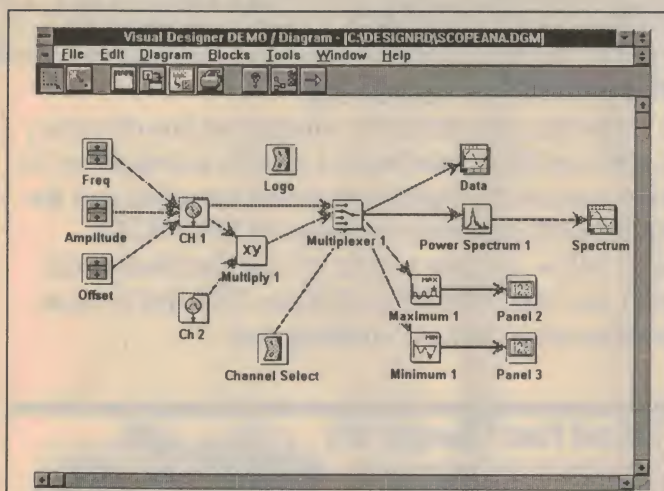 Visual Designer DEMO / Diagram - [C:\DESIGNRD\SCOPEANA.DGM]
File Edit Diagram Blocks Tools Window Help
Freq
Logo
Data
Amplitude
CH 1
Multiplexer 1
Power Spectrum 1
Spectrum
xy
Multiply 1
Offset
MAX
Maximum 1
Panel 2
Ch 2
MIN
Channel Select
Minimum 1
Panel 3